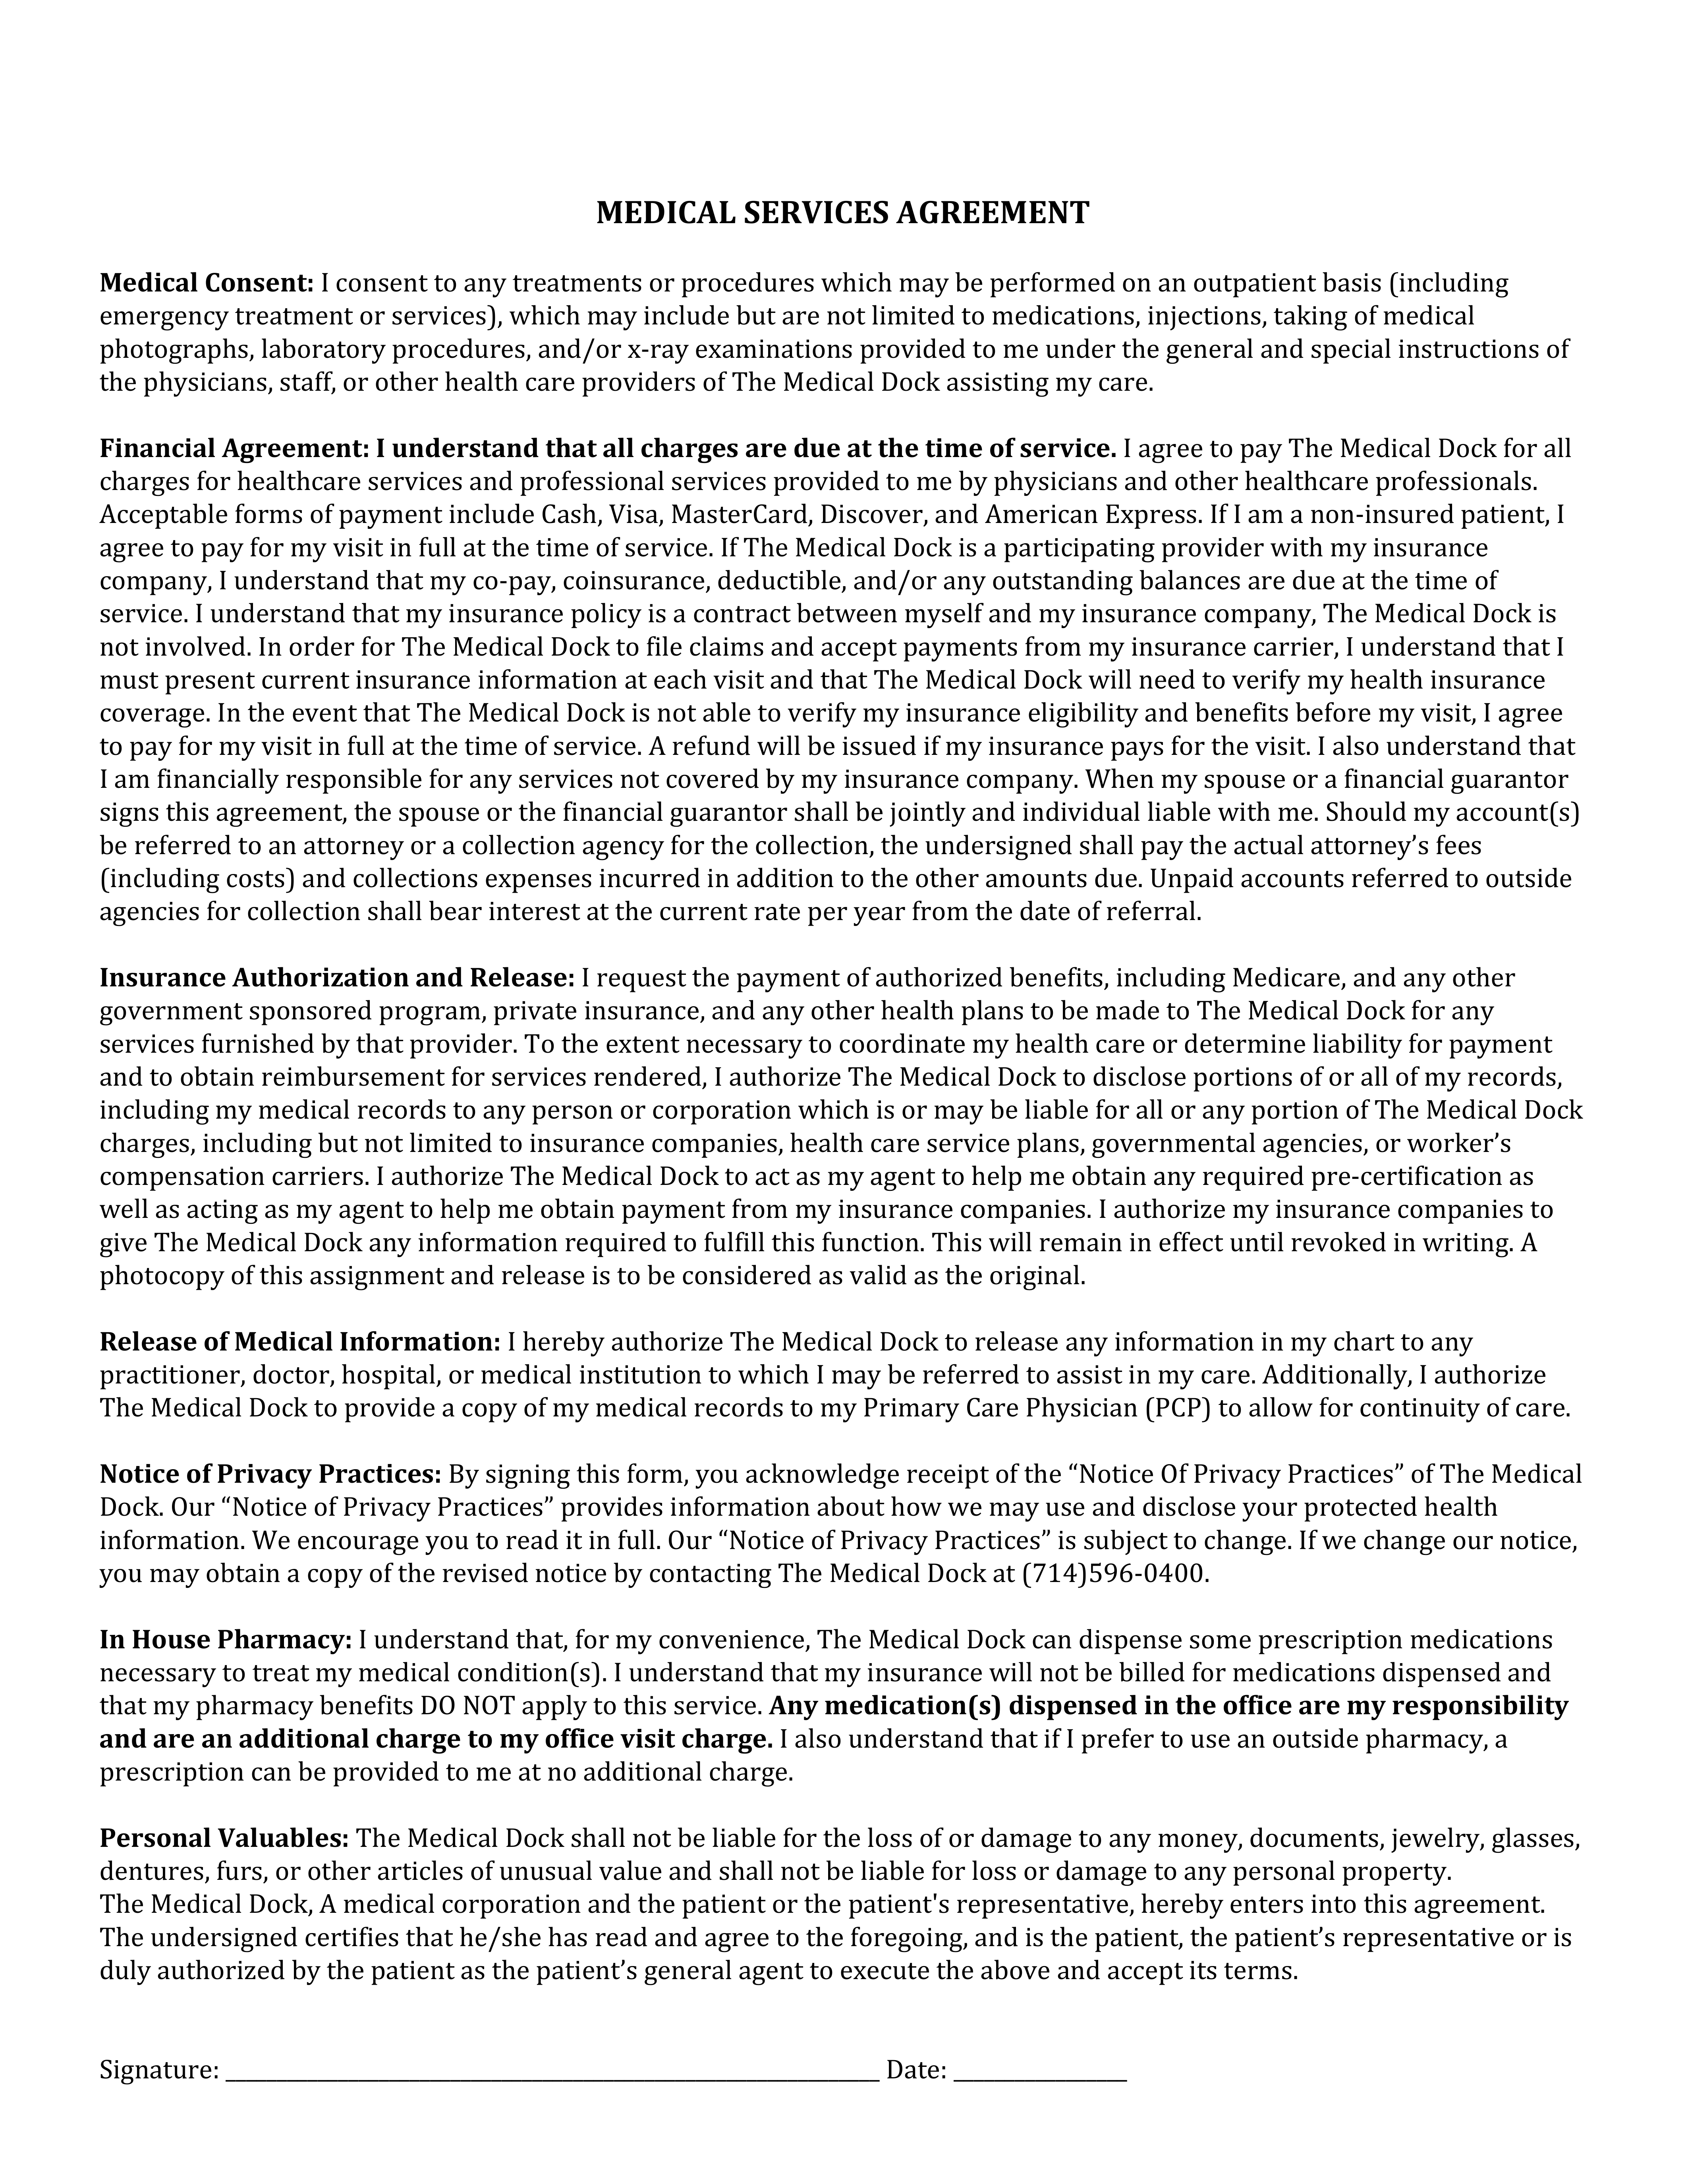 MEDICAL SERVICES AGREEMENT
Medical Consent: I consent to any treatments or procedures which may be performed on an outpatient basis (including
emergency treatment or services), which may include but are not limited to medications, injections, taking of medical
photographs, laboratory procedures, and/or x-ray examinations provided to me under the general and special instructions of
the physicians, staff, or other health care providers of The Medical Dock assisting my care.
Financial Agreement: I understand that all charges are due at the time of service. I agree to pay The Medical Dock for all
charges for healthcare services and professional services provided to me by physicians and other healthcare professionals.
Acceptable forms of payment include Cash, Visa, MasterCard, Discover, and American Express. If I am a non-insured patient, I
agree to pay for my visit in full at the time of service. If The Medical Dock is a participating provider with my insurance
company, I understand that my co-pay, coinsurance, deductible, and/or any outstanding balances are due at the time of
service. I understand that my insurance policy is a contract between myself and my insurance company, The Medical Dock is
not involved. In order for The Medical Dock to file claims and accept payments from my insurance carrier, I understand that I
must present current insurance information at each visit and that The Medical Dock will need to verify my health insurance
coverage. In the event that The Medical Dock is not able to verify my insurance eligibility and benefits before my visit, I agree
to pay for my visit in full at the time of service. A refund will be issued if my insurance pays for the visit. I also understand that
I am financially responsible for any services not covered by my insurance company. When my spouse or a financial guarantor
signs this agreement, the spouse or the financial guarantor shall be jointly and individual liable with me. Should my account(s)
be referred to an attorney or a collection agency for the collection, the undersigned shall pay the actual attorney’s fees
(including costs) and collections expenses incurred in addition to the other amounts due. Unpaid accounts referred to outside
agencies for collection shall bear interest at the current rate per year from the date of referral.
Insurance Authorization and Release: I request the payment of authorized benefits, including Medicare, and any other
government sponsored program, private insurance, and any other health plans to be made to The Medical Dock for any
services furnished by that provider. To the extent necessary to coordinate my health care or determine liability for payment
and to obtain reimbursement for services rendered, I authorize The Medical Dock to disclose portions of or all of my records,
including my medical records to any person or corporation which is or may be liable for all or any portion of The Medical Dock
charges, including but not limited to insurance companies, health care service plans, governmental agencies, or worker’s
compensation carriers. I authorize The Medical Dock to act as my agent to help me obtain any required pre-certification as
well as acting as my agent to help me obtain payment from my insurance companies. I authorize my insurance companies to
give The Medical Dock any information required to fulfill this function. This will remain in effect until revoked in writing. A
photocopy of this assignment and release is to be considered as valid as the original.
Release of Medical Information: I hereby authorize The Medical Dock to release any information in my chart to any
practitioner, doctor, hospital, or medical institution to which I may be referred to assist in my care. Additionally, I authorize
The Medical Dock to provide a copy of my medical records to my Primary Care Physician (PCP) to allow for continuity of care.
Notice of Privacy Practices: By signing this form, you acknowledge receipt of the “Notice Of Privacy Practices” of The Medical
Dock. Our “Notice of Privacy Practices” provides information about how we may use and disclose your protected health
information. We encourage you to read it in full. Our “Notice of Privacy Practices” is subject to change. If we change our notice,
you may obtain a copy of the revised notice by contacting The Medical Dock at (714)596-0400.
In House Pharmacy: I understand that, for my convenience, The Medical Dock can dispense some prescription medications
necessary to treat my medical condition(s). I understand that my insurance will not be billed for medications dispensed and
that my pharmacy benefits DO NOT apply to this service. Any medication(s) dispensed in the office are my responsibility
and are an additional charge to my office visit charge. I also understand that if I prefer to use an outside pharmacy, a
prescription can be provided to me at no additional charge.
Personal Valuables: The Medical Dock shall not be liable for the loss of or damage to any money, documents, jewelry, glasses,
dentures, furs, or other articles of unusual value and shall not be liable for loss or damage to any personal property.
The Medical Dock, A medical corporation and the patient or the patient's representative, hereby enters into this agreement.
The undersigned certifies that he/she has read and agree to the foregoing, and is the patient, the patient’s representative or is
duly authorized by the patient as the patient’s general agent to execute the above and accept its terms.
Signature: ______________________________ Date: __________